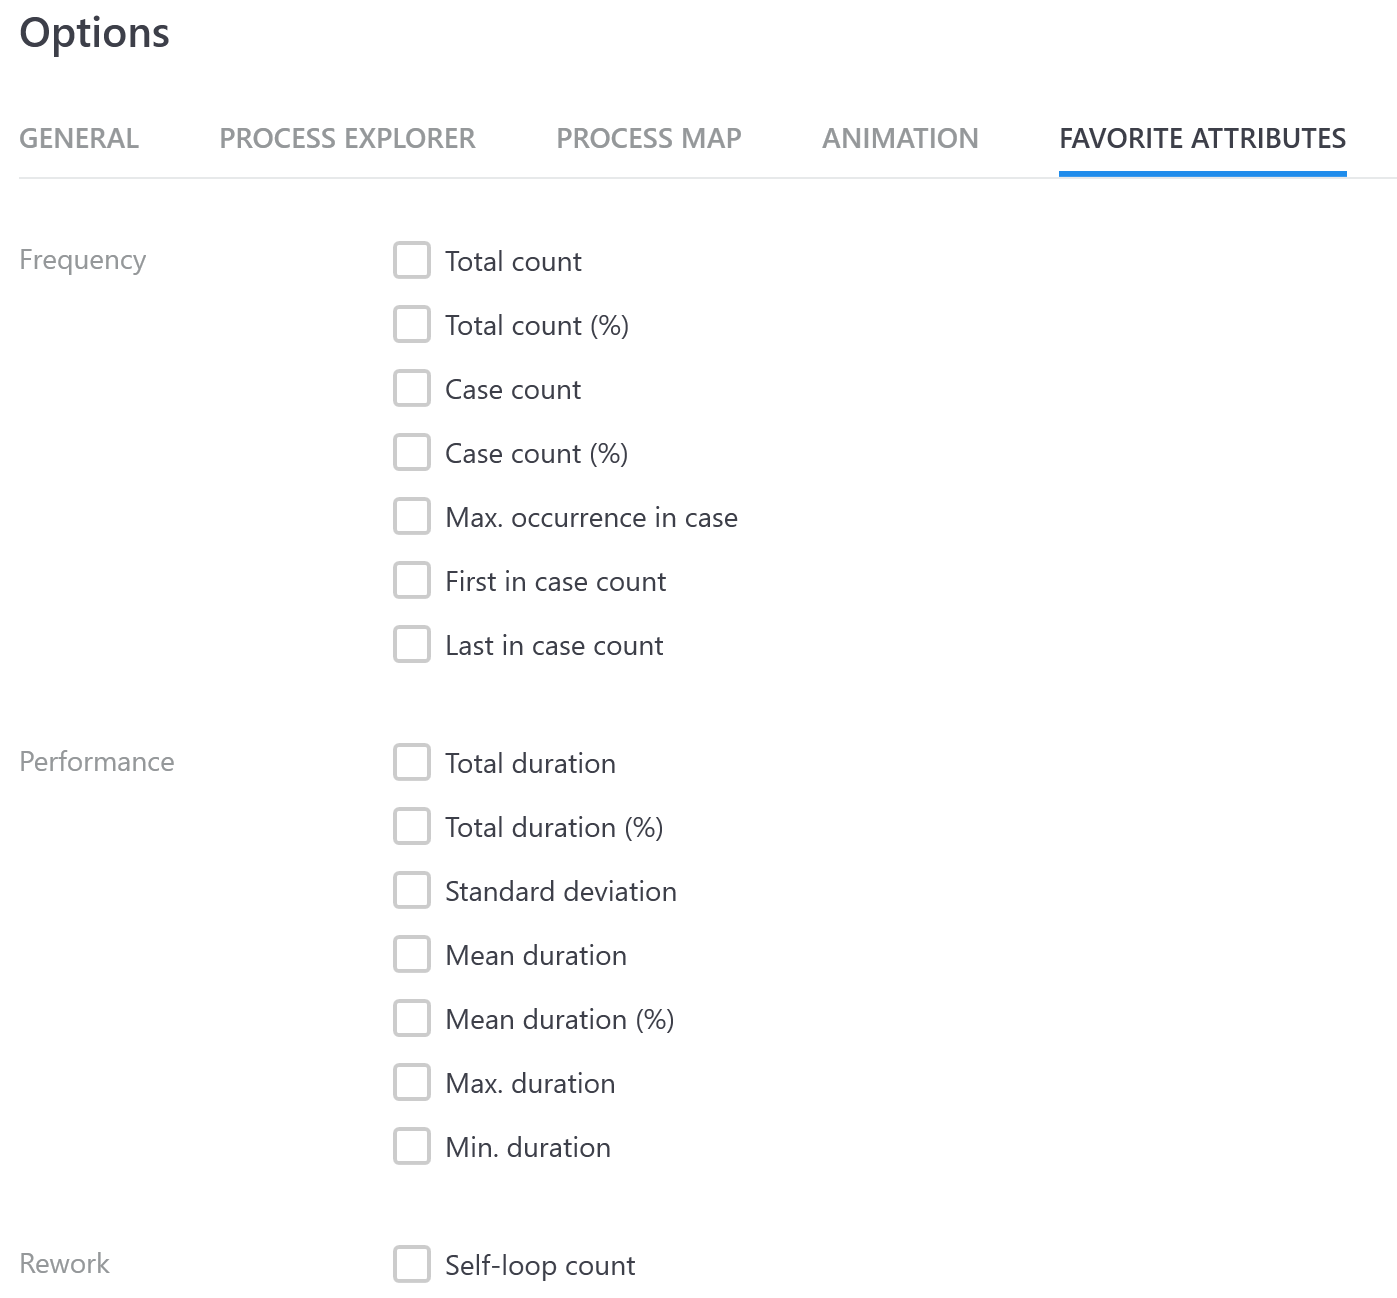 Options
GENERAL PROCESS EXPLORER PROCESS MAP ANIMATION FAVORITE ATTRIBUTES
Frequency Total count
Total count (%)
Case count
Case count (%)
Max. occurrence in case
First in case count
Last in case count
Performance Total duration
Total duration (%)
Standard deviation
Mean duration
Mean duration (%)
Max. duration
Min. duration
Rework Self-loop count